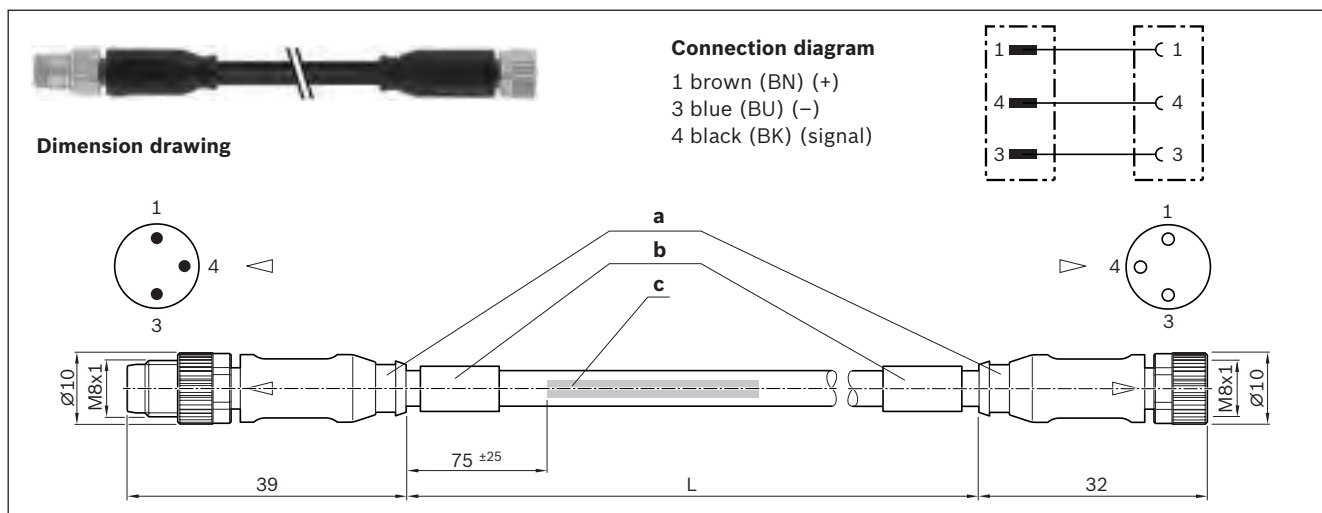 Connection diagram
1 brown (BN) (+)
3 blue (BU) (−)
4 black (BK) (signal)
1 1
4 4
3 3
Dimension drawing
1
4
3
a
b
c
1
4
3
Ø10
M8x1
M8x1
Ø10
75 ±25
39
L
32